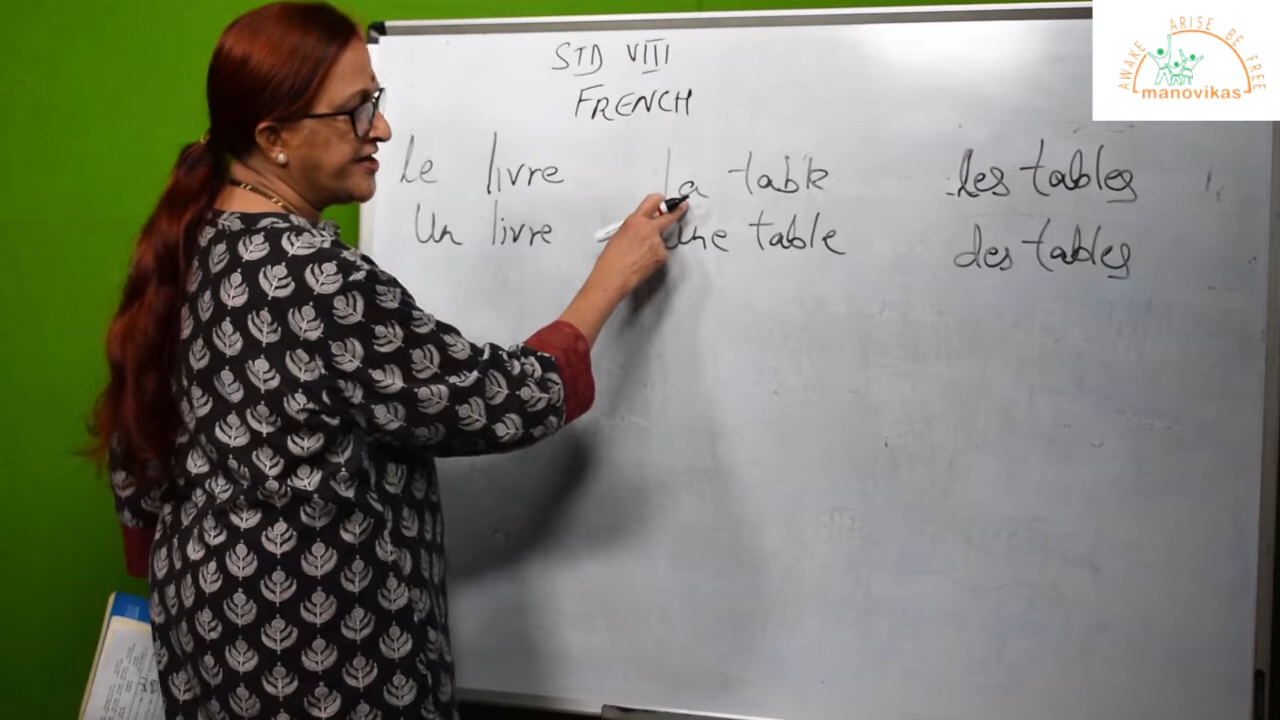 STD VIII
FRENCH
Le livre la table les tables
Un livre une table des tables
AWAKE ARISE BE FREE
manovikas